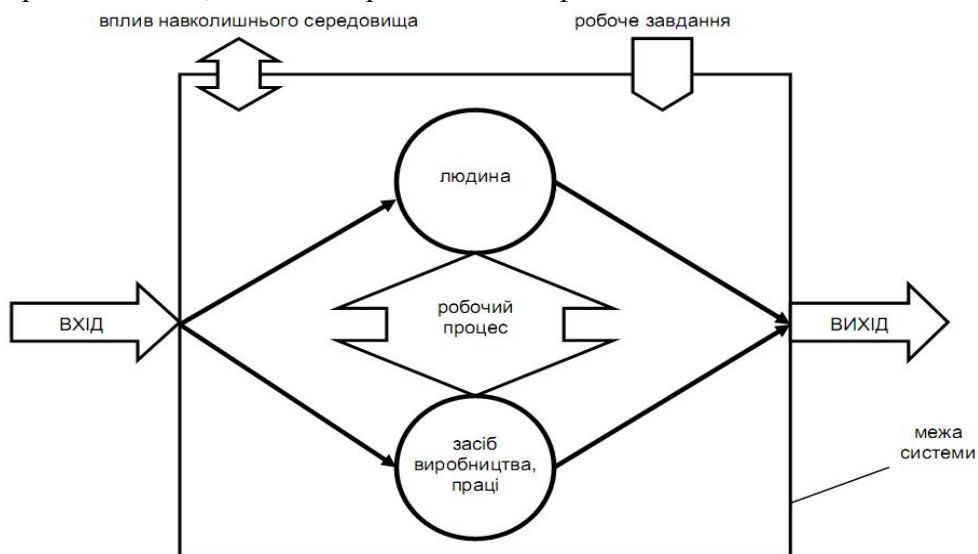 вплив навколишнього середовища
робоче завдання
людина
ВХІД
робочий
процес
ВИХІД
засіб
виробництва,
праці
межа
системи